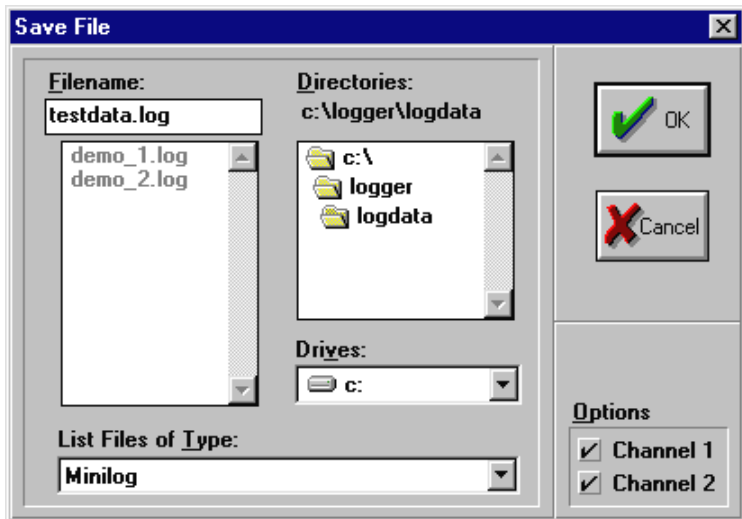 Save File
Filename:
testdata.log
demo_1.log
demo_2.log
Directories:
c:\logger\logdata
c:\
logger
logdata
Drives:
c:
List Files of Type:
Minilog
OK
Cancel
Options
Channel 1
Channel 2